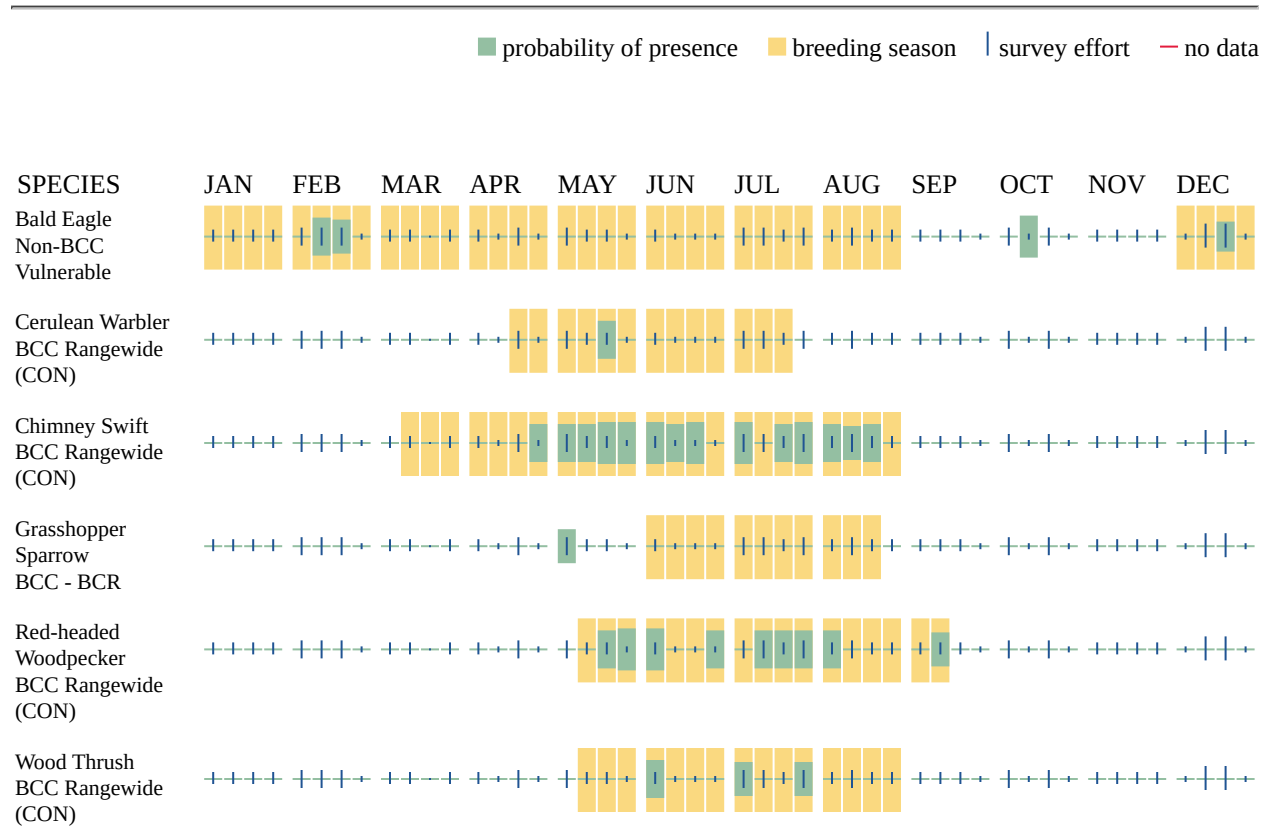 probability of presence breeding season survey effort no data
SPECIES JAN FEB MAR APR MAY JUN JUL AUG SEP OCT NOV DEC
Bald Eagle
Non-BCC
Vulnerable
Cerulean Warbler
BCC Rangewide
(CON)
Chimney Swift
BCC Rangewide
(CON)
Grasshopper
Sparrow
BCC - BCR
Red-headed
Woodpecker
BCC Rangewide
(CON)
Wood Thrush
BCC Rangewide
(CON)